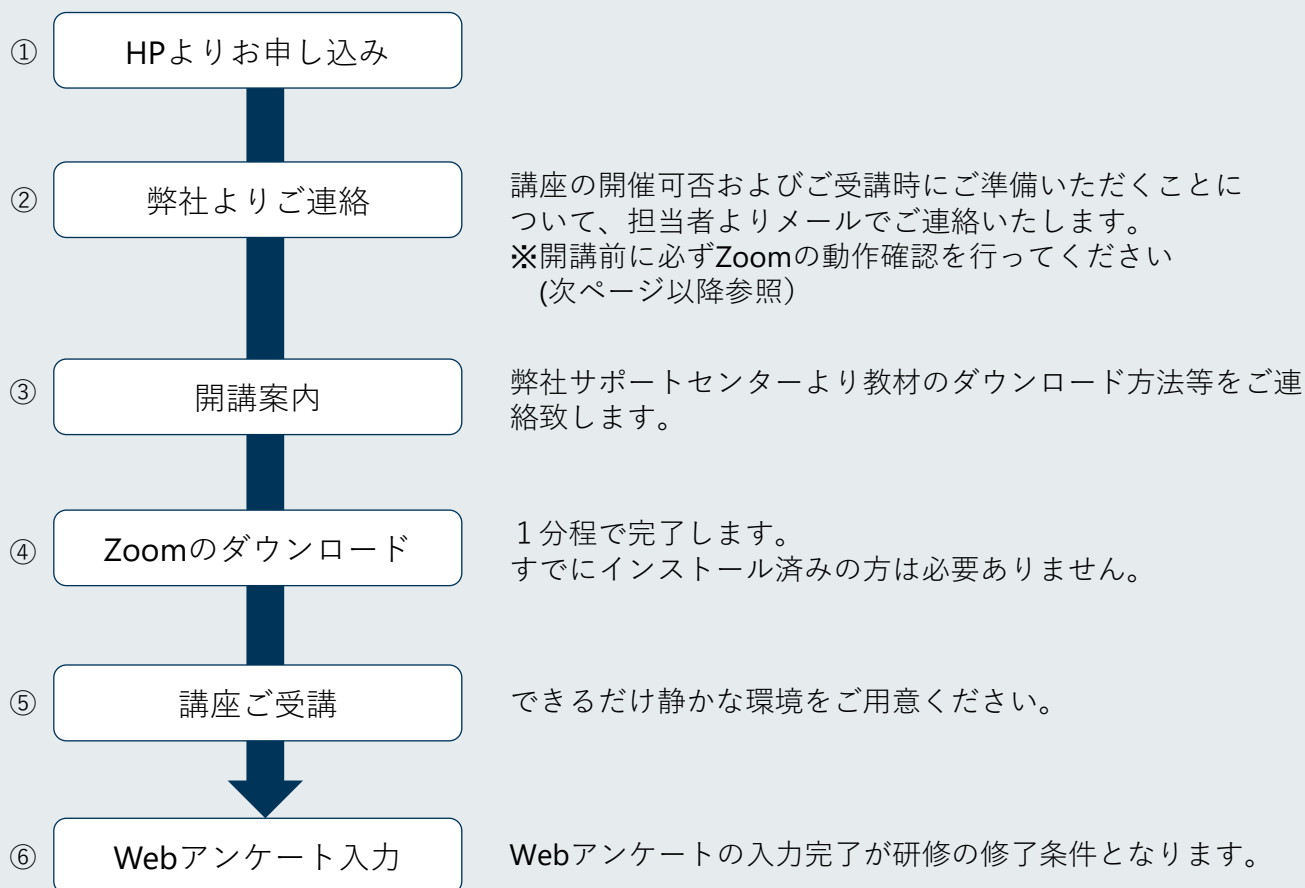 ① HPよりお申し込み
② 弊社よりご連絡
講座の開催可否およびご受講時にご準備いただくことに
ついて、担当者よりメールでご連絡いたします。
※開講前に必ずZoomの動作確認を行ってください
(次ページ以降参照）
③ 開講案内
弊社サポートセンターより教材のダウンロード方法等をご連
絡致します。
④ Zoomのダウンロード
１分程で完了します。
すでにインストール済みの方は必要ありません。
⑤ 講座ご受講
できるだけ静かな環境をご用意ください。
⑥ Webアンケート入力
Webアンケートの入力完了が研修の修了条件となります。